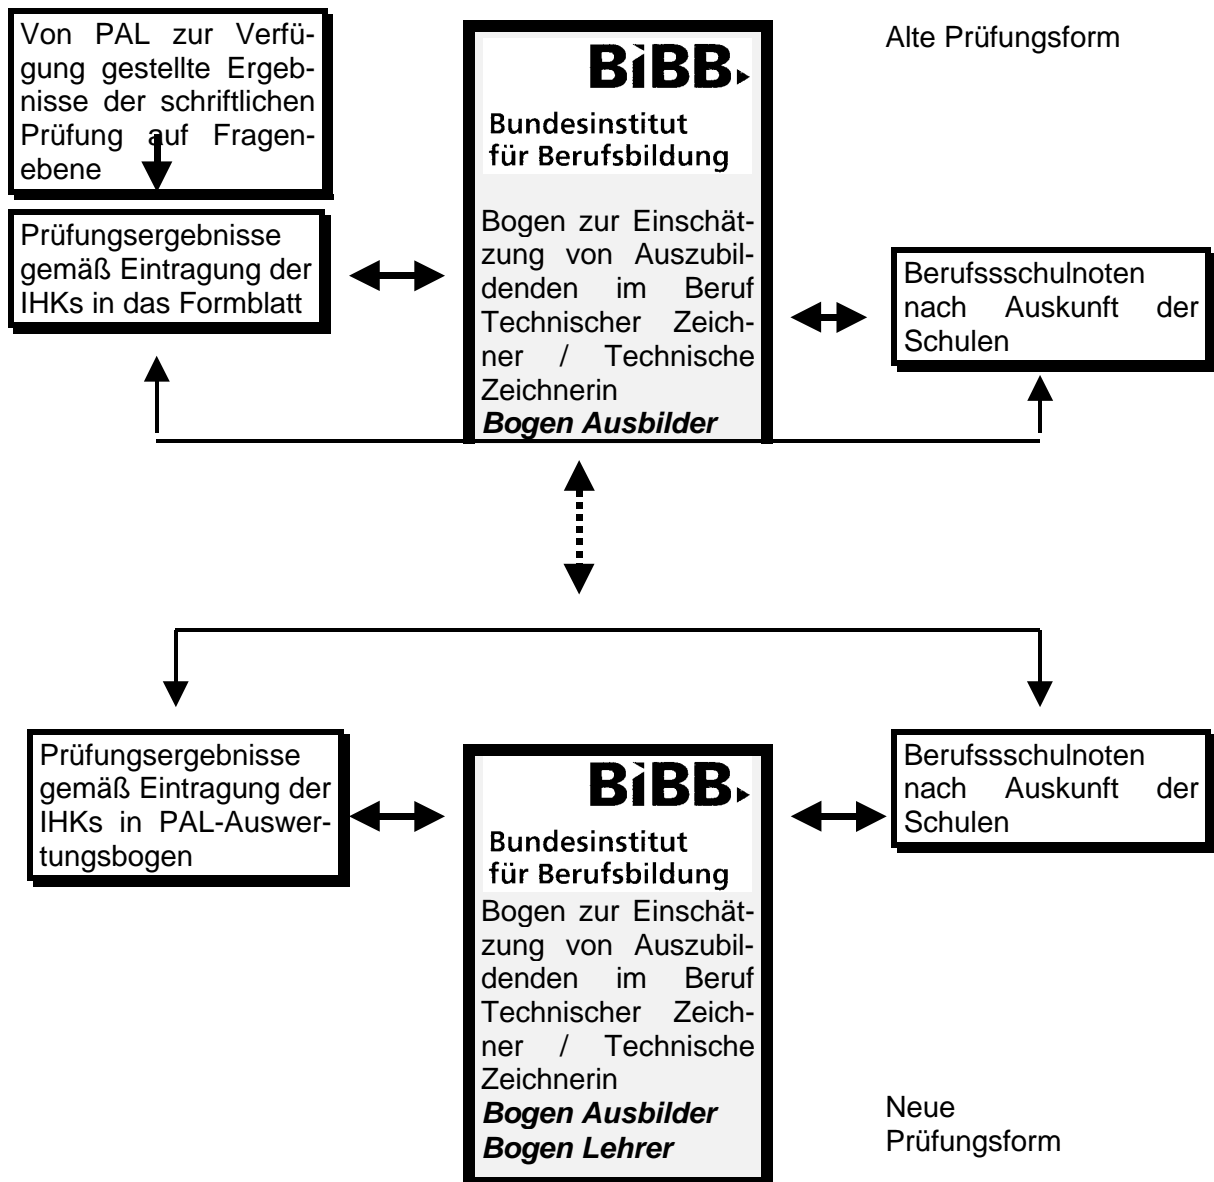 Von PAL zur Verfü-
gung gestellte Ergeb-
nisse der schriftlichen
Prüfung auf Fragen-
ebene
Prüfungsergebnisse
gemäß Eintragung der
IHKs in das Formblatt
BiBB
Bundesinstitut
für Berufsbildung
Bogen zur Einschät-
zung von Auszubil-
denden im Beruf
Technischer Zeich-
ner / Technische
Zeichnerin
Bogen Ausbilder
Alte Prüfungsform
Berufssschulnoten
nach Auskunft der
Schulen
Prüfungsergebnisse
gemäß Eintragung der
IHKs in PAL-Auswer-
tungsbogen
BiBB
Bundesinstitut
für Berufsbildung
Bogen zur Einschät-
zung von Auszubil-
denden im Beruf
Technischer Zeich-
ner / Technische
Zeichnerin
Bogen Ausbilder
Bogen Lehrer
Berufssschulnoten
nach Auskunft der
Schulen
Neue
Prüfungsform